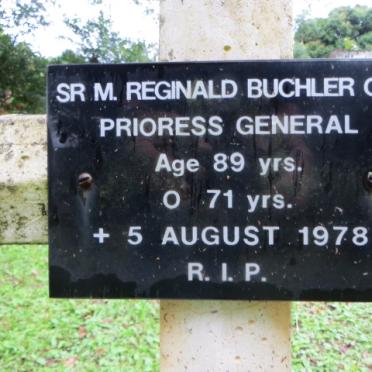 SR M. REGINALD BUCHLER
PRIORESS GENERAL
Age 89 yrs.
O 71 yrs.
+ 5 AUGUST 1978
R. I. P.